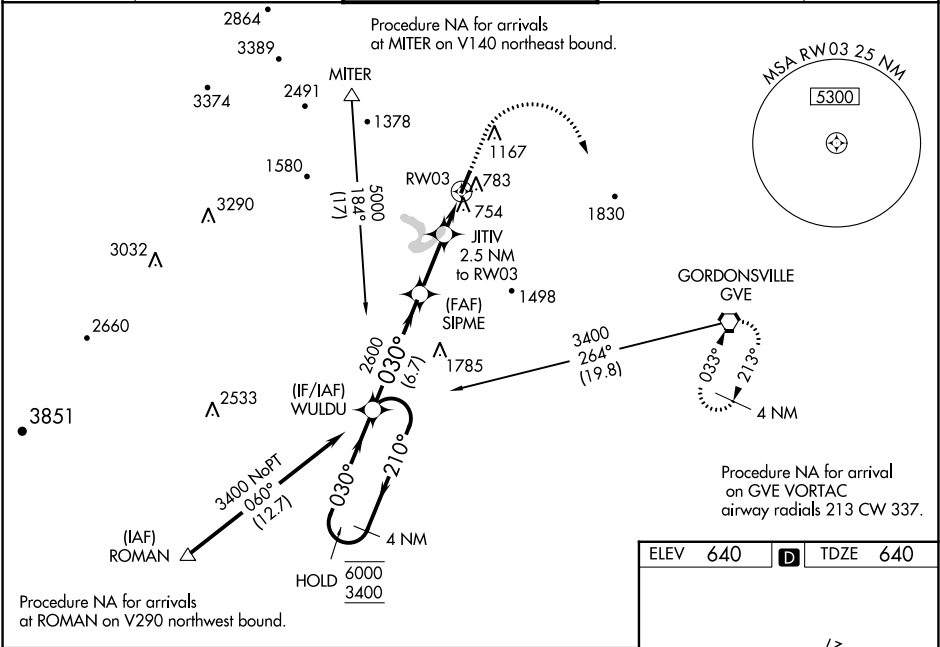 2864
3389
3374
2491
Procedure NA for arrivals
at MITER on V140 northeast bound.
MITER
1378
MSA RW03 25 NM
5300
1580
5000
184°
(17)
1167
RW03
783
754
1830
3290
3032
JITIV
2.5 NM
to RW03
1498
GORDONSVILLE
GVE
(FAF)
SIPME
2660
2600
030°
(6.7)
1785
3400
264°
(19.8)
033°
213°
4 NM
2533
(IF/IAF)
WULDU
3851
3400 NoPT
060°
(12.7)
030°
210°
4 NM
Procedure NA for arrival
on GVE VORTAC
airway radials 213 CW 337.
(IAF)
ROMAN
HOLD
6000
3400
ELEV 640 D TDZE 640
Procedure NA for arrivals
at ROMAN on V290 northwest bound.